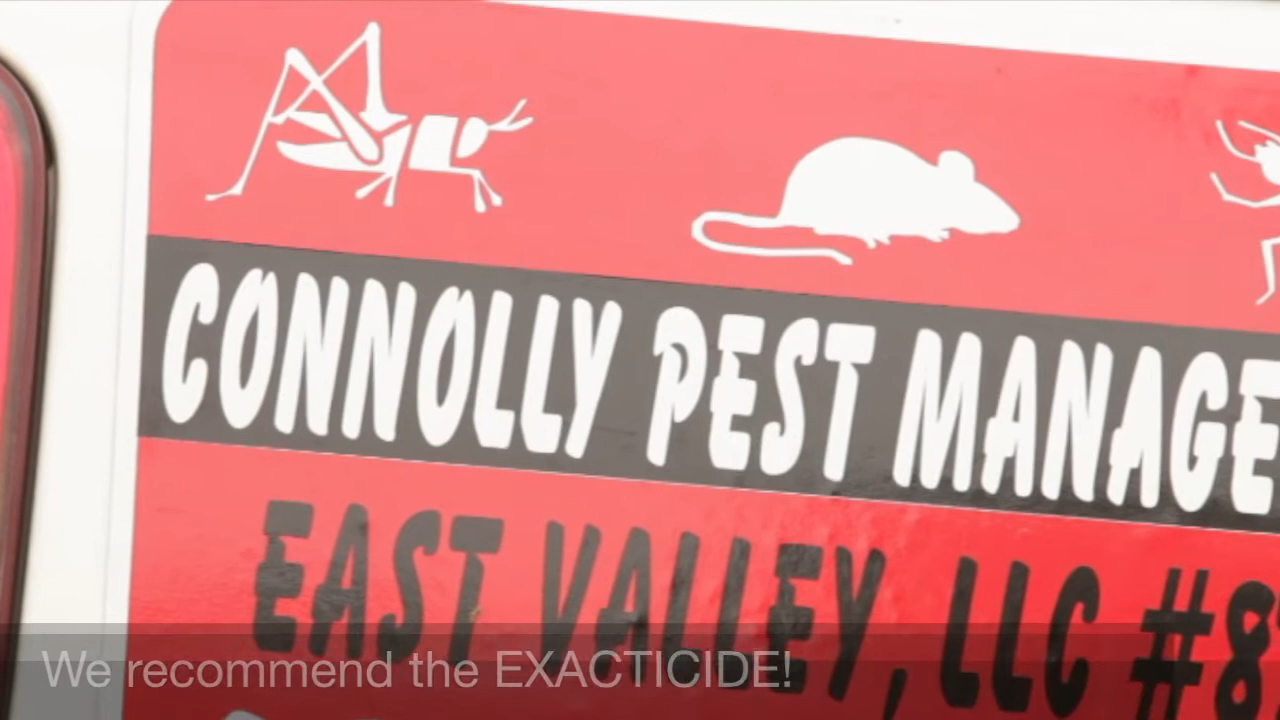 CONNOLLY PEST MANAGE
EAST VALLEY, LLC #8
We recommend the EXACTICIDE!